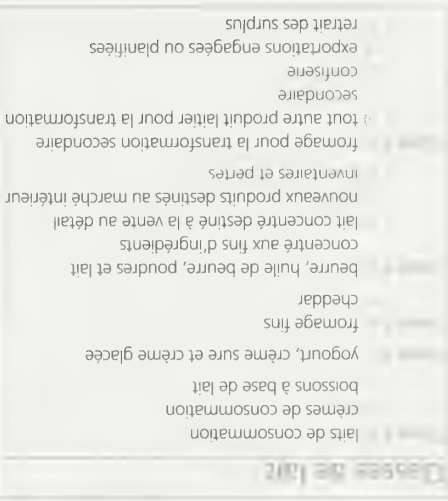 Classes de lait
laits de consommation
crèmes de consommation
boissons à base de lait
yogourt, crème sure et crème glacée
fromage fins
cheddar
beurre, huile de beurre, poudres et lait
concentré aux fins d'ingrédients
lait concentré destiné à la vente au détail
nouveaux produits destinés au marché intérieur
inventaires et pertes
fromage pour la transformation secondaire
tout autre produit laitier pour la transformation
secondaire
confiserie
exportations engagées ou planifiées
retrait des surplus